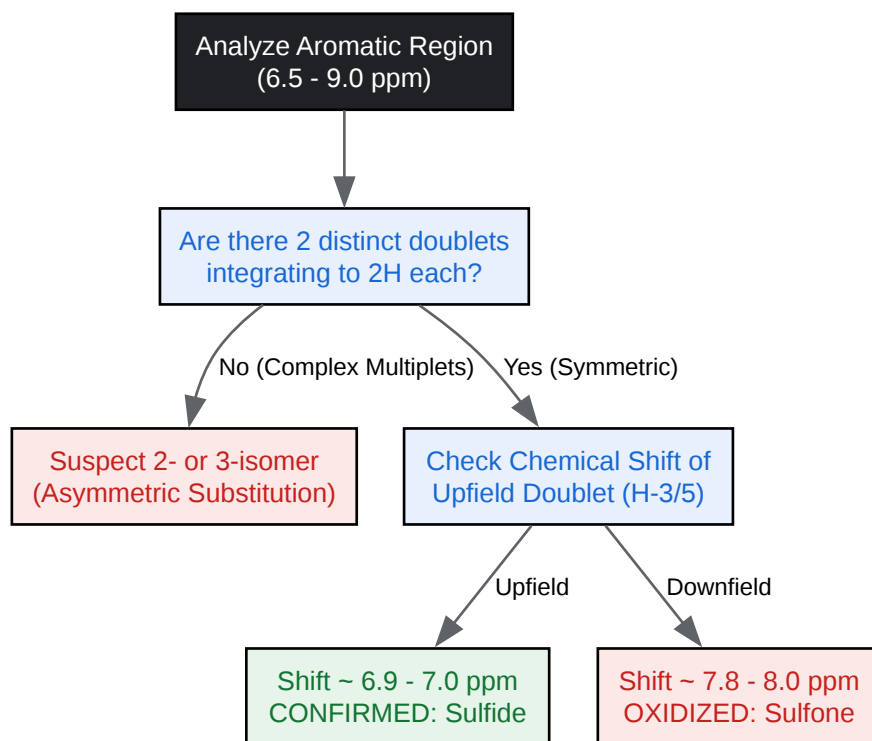 Analyze Aromatic Region
(6.5 - 9.0 ppm)
Are there 2 distinct doublets
integrating to 2H each?
No (Complex Multiplets)
Yes (Symmetric)
Suspect 2- or 3-isomer
(Asymmetric Substitution)
Check Chemical Shift of
Upfield Doublet (H-3/5)
Upfield
Downfield
Shift ~ 6.9 - 7.0 ppm
CONFIRMED: Sulfide
Shift ~ 7.8 - 8.0 ppm
OXIDIZED: Sulfone